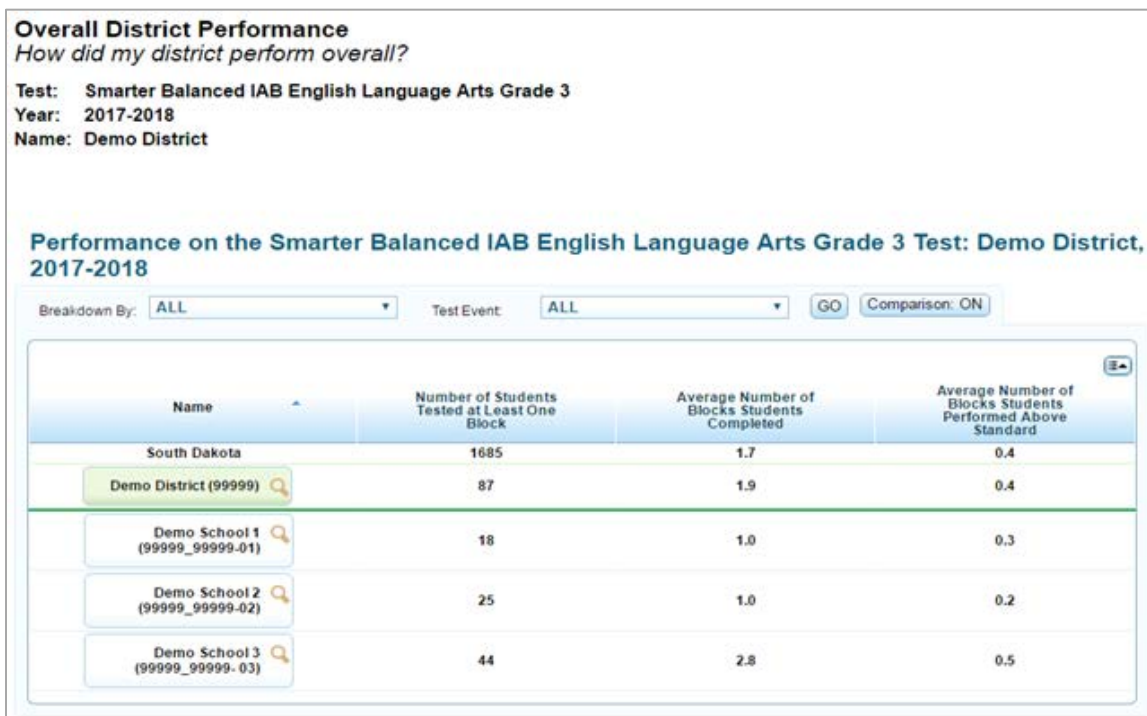 Overall District Performance
How did my district perform overall?
Test: Smarter Balanced IAB English Language Arts Grade 3
Year: 2017-2018
Name: Demo District
Performance on the Smarter Balanced IAB English Language Arts Grade 3 Test: Demo District,
2017-2018
Breakdown By: ALL Test Event: ALL GO Comparison: ON
Name
Number of Students
Tested at Least One
Block
Average Number of
Blocks Students
Completed
Average Number of
Blocks Students
Performed Above
Standard
South Dakota 1685 1.7 0.4
Demo District (99999) 87 1.9 0.4
Demo School 1
(99999_99999-01)
18 1.0 0.3
Demo School 2
(99999_99999-02)
25 1.0 0.2
Demo School 3
(99999_99999- 03)
44 2.8 0.5